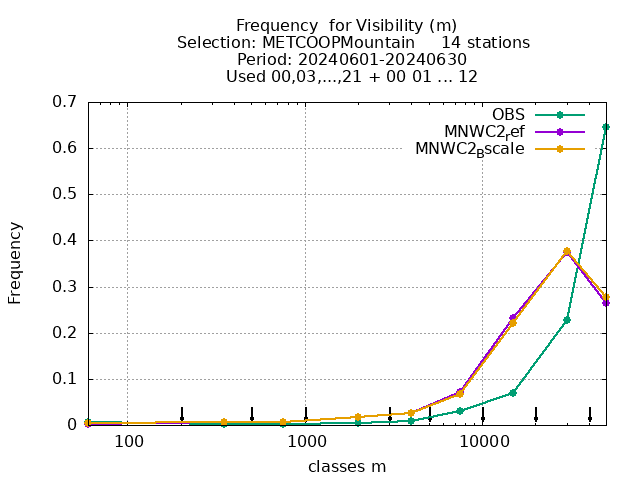 Frequency  for Visibility (m)
Selection: METCOOPMountain     14 stations
Period: 20240601-20240630
Used 00,03,...,21 + 00 01 ... 12
OBS
MNWC2ref
MNWC2Bscale
0.7
0.6
0.5
0.4
0.3
0.2
0.1
0
Frequency
100
1000
10000
classes m